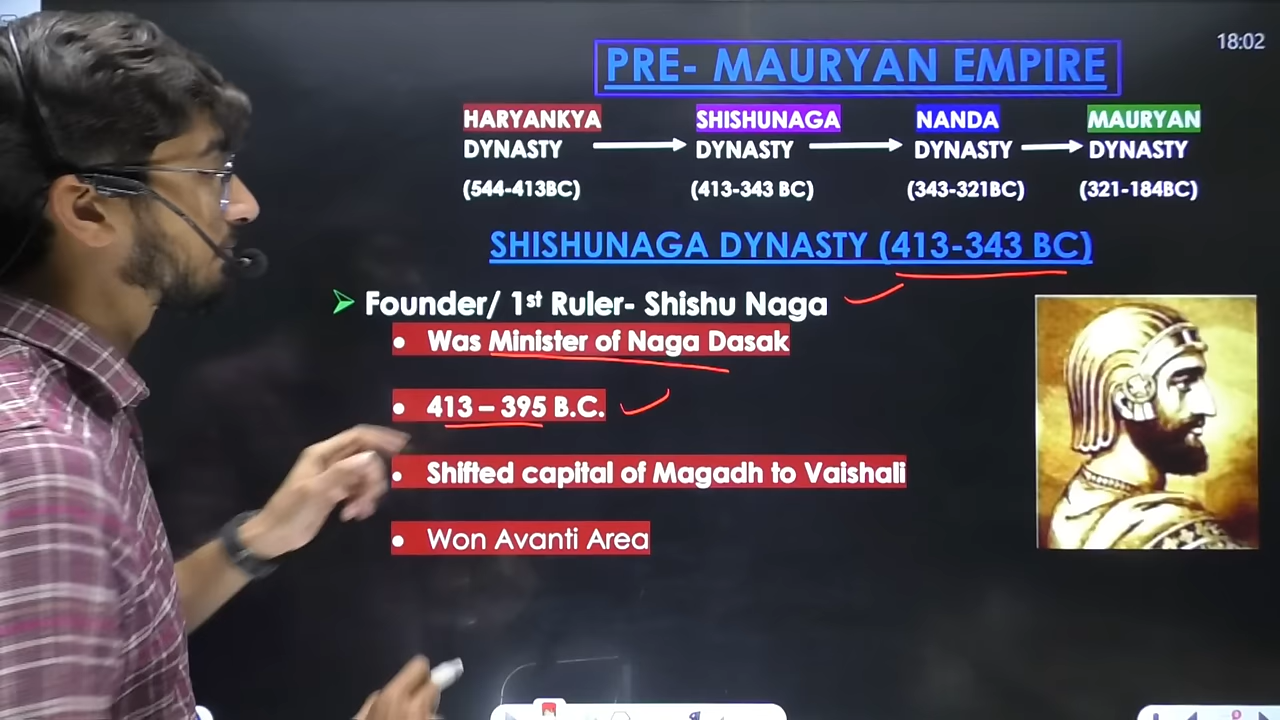 18:02
PRE- MAURYAN EMPIRE
HARYANKYA SHISHUNAGA NANDA MAURYAN
DYNASTY DYNASTY DYNASTY DYNASTY
(544-413BC) (413-343 BC) (343-321BC) (321-184BC)
SHISHUNAGA DYNASTY (413-343 BC)
Founder/ 1st Ruler- Shishu Naga
• Was Minister of Naga Dasak
• 413 – 395 B.C.
• Shifted capital of Magadh to Vaishali
• Won Avanti Area